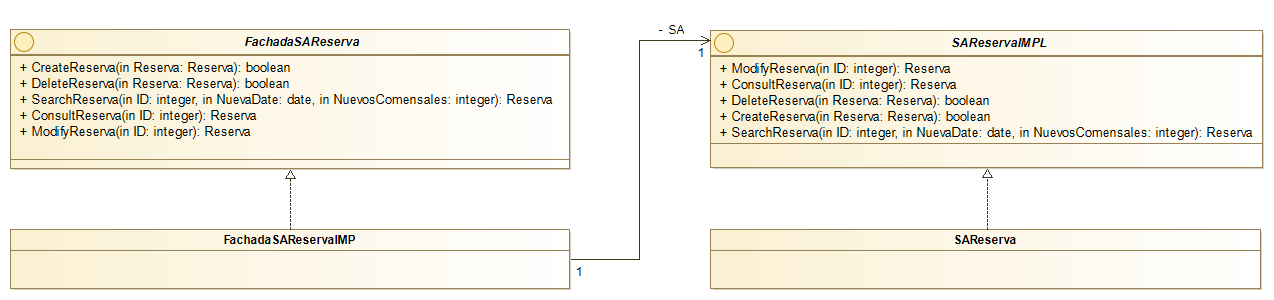 FachadaSAReserva
+ CreateReserva(in Reserva: Reserva): boolean
+ DeleteReserva(in Reserva: Reserva): boolean
+ SearchReserva(in ID: integer, in NuevaDate: date, in NuevosComensales: integer): Reserva
+ ConsultReserva(in ID: integer): Reserva
+ ModifyReserva(in ID: integer): Reserva
FachadaSAReservaIMP
1
- SA
1
SAReservaIMPL
+ ModifyReserva(in ID: integer): Reserva
+ ConsultReserva(in ID: integer): Reserva
+ DeleteReserva(in Reserva: Reserva): boolean
+ CreateReserva(in Reserva: Reserva): boolean
+ SearchReserva(in ID: integer, in NuevaDate: date, in NuevosComensales: integer): Reserva
SAReserva